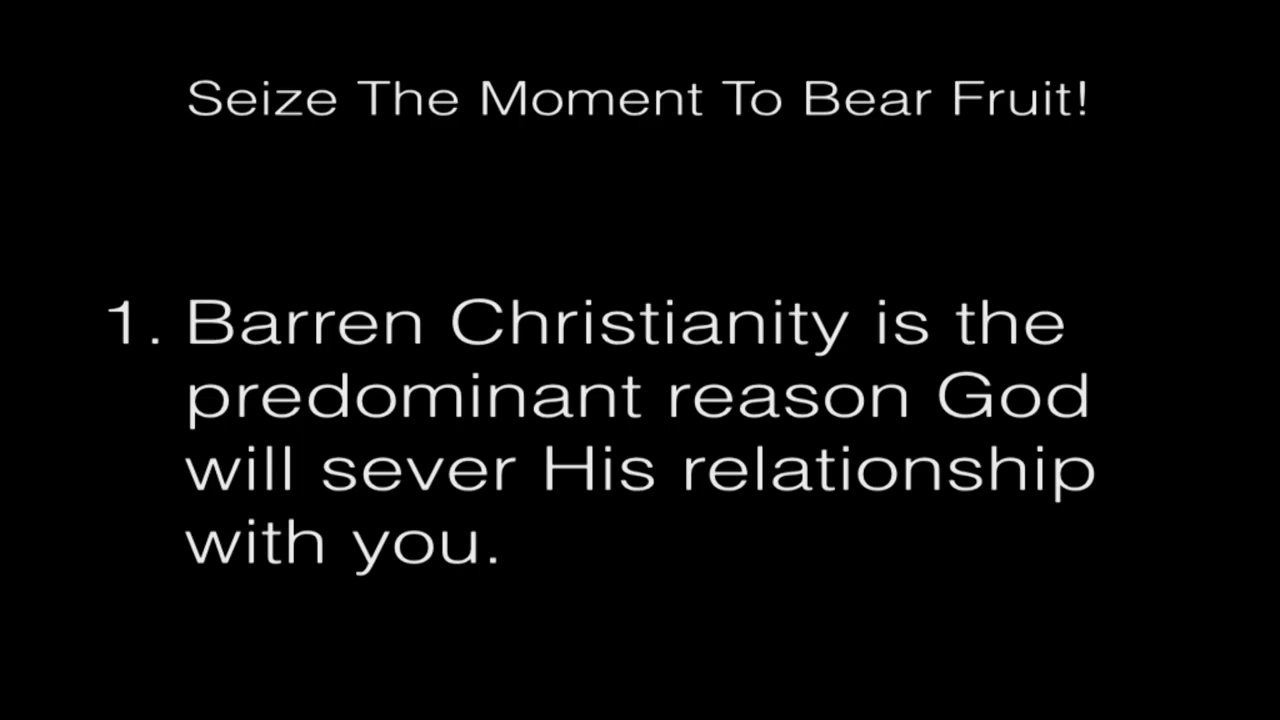 Seize The Moment To Bear Fruit!
1. Barren Christianity is the
predominant reason God
will sever His relationship
with you.